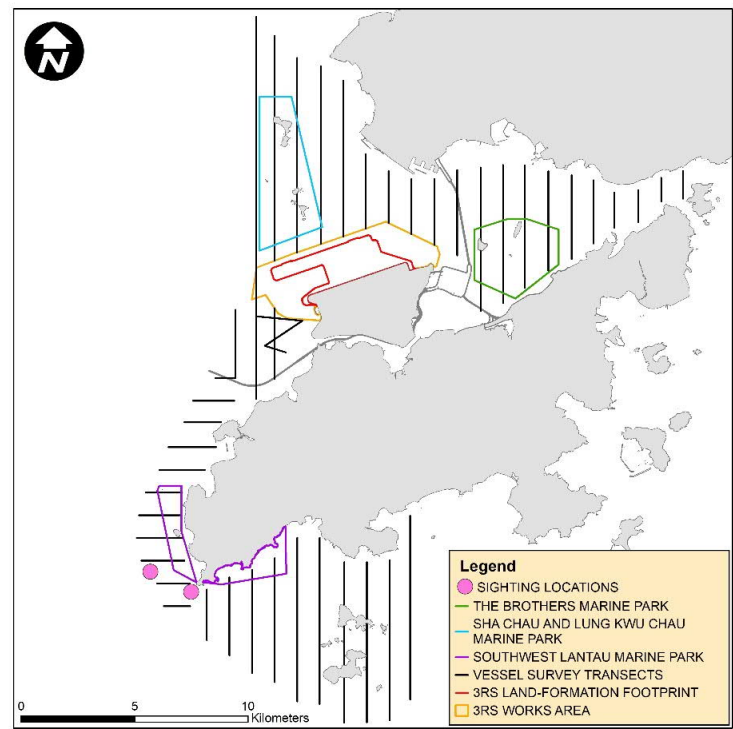 N
Legend
SIGHTING LOCATIONS
THE BROTHERS MARINE PARK
SHA CHAU AND LUNG KWU CHAU
MARINE PARK
SOUTHWEST LANTAU MARINE PARK
VESSEL SURVEY TRANSECTS
3RS LAND-FORMATION FOOTPRINT
3RS WORKS AREA
0 5 10
Kilometers